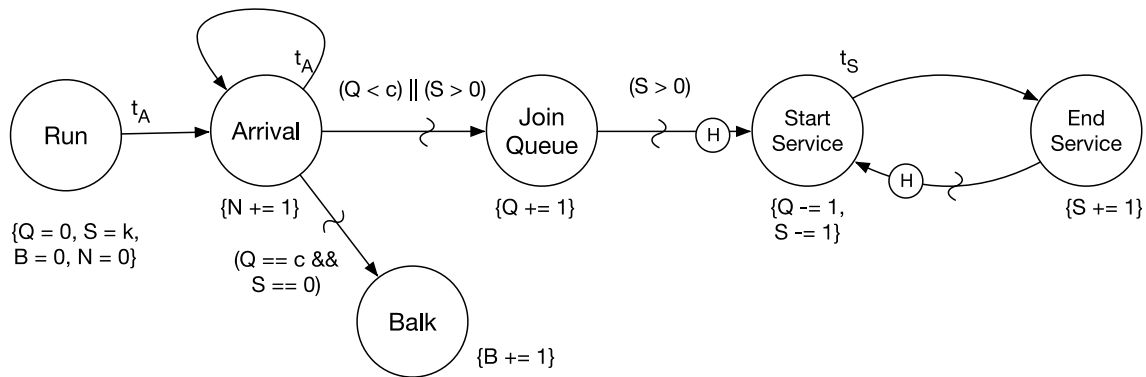 t_A
t_A
Run
Arrival
(Q < c) || (S > 0)
Join
Queue
(S > 0)
H
t_S
Start
Service
H
End
Service
{Q = 0, S = k,
B = 0, N = 0}
{N += 1}
{Q += 1}
{Q -= 1,
S -= 1}
{S += 1}
(Q == c &&
S == 0)
Balk
{B += 1}